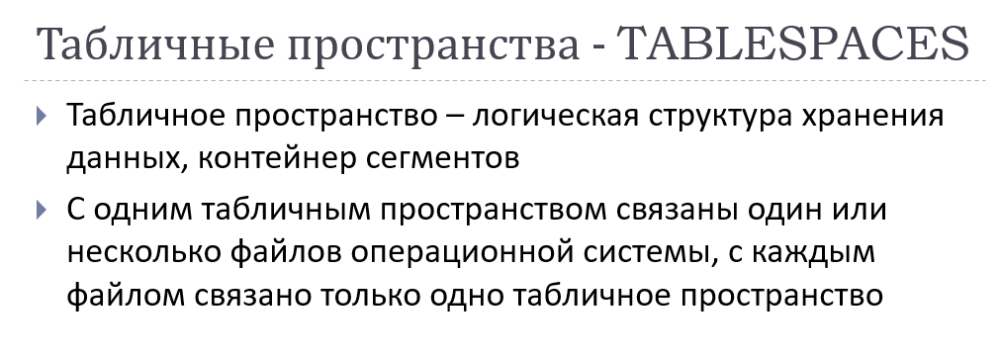 Табличные пространства - TABLESPACES
Табличное пространство – логическая структура хранения
данных, контейнер сегментов
С одним табличным пространством связаны один или
несколько файлов операционной системы, с каждым
файлом связано только одно табличное пространство